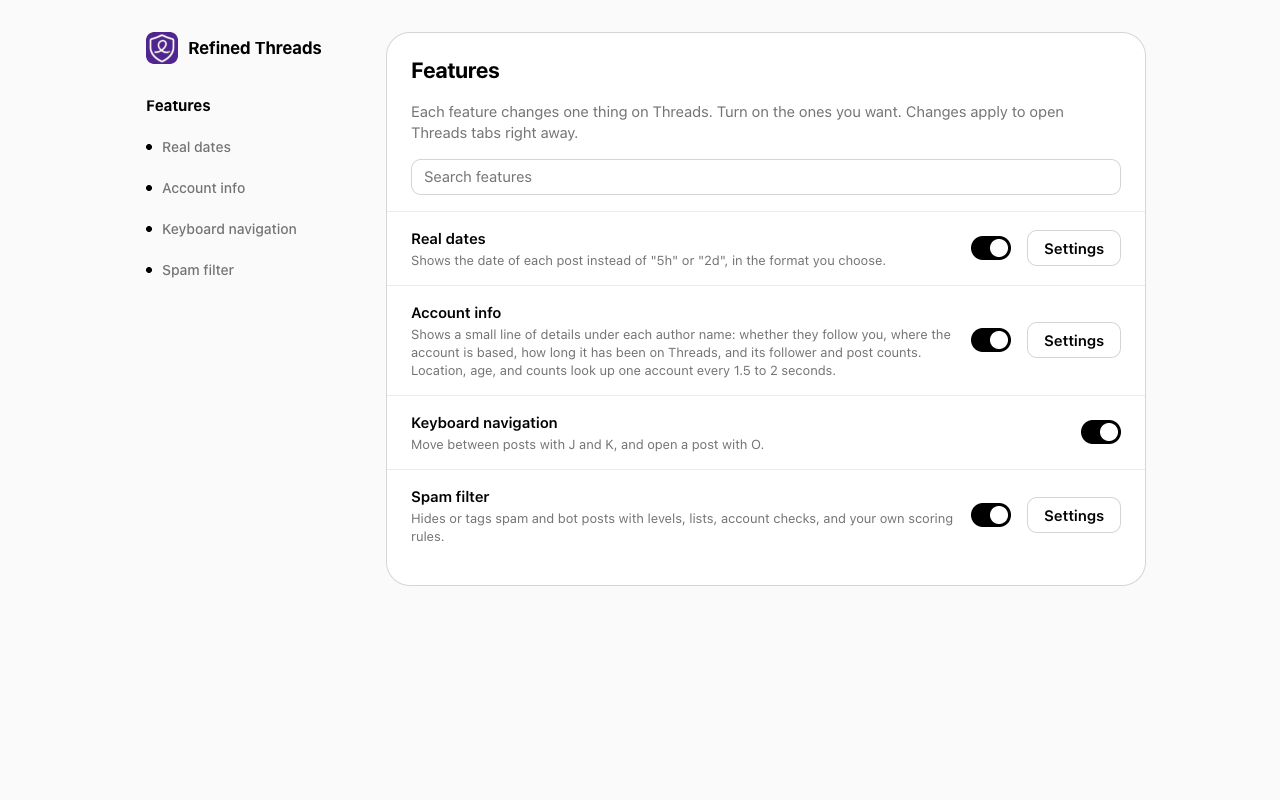 Refined Threads
Features
Real dates
Account info
Keyboard navigation
Spam filter
Features
Each feature changes one thing on Threads. Turn on the ones you want. Changes apply to open
Threads tabs right away.
Search features
Real dates
Shows the date of each post instead of "5h" or "2d", in the format you choose.
Settings
Account info
Shows a small line of details under each author name: whether they follow you, where the
account is based, how long it has been on Threads, and its follower and post counts.
Location, age, and counts look up one account every 1.5 to 2 seconds.
Settings
Keyboard navigation
Move between posts with J and K, and open a post with O.
Spam filter
Hides or tags spam and bot posts with levels, lists, account checks, and your own scoring
rules.
Settings